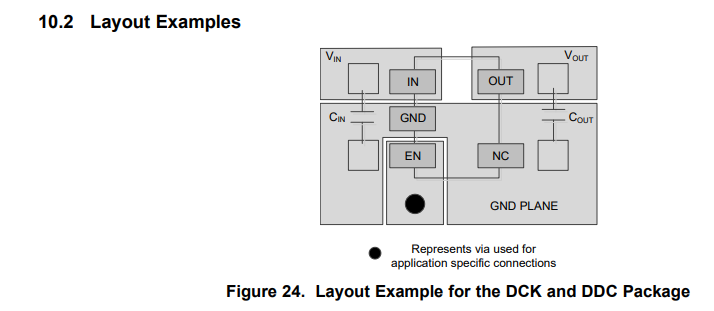 10.2 Layout Examples
VIN
VOUT
IN
OUT
CIN
GND
COUT
EN
NC
GND PLANE
Represents via used for
application specific connections
Figure 24. Layout Example for the DCK and DDC Package